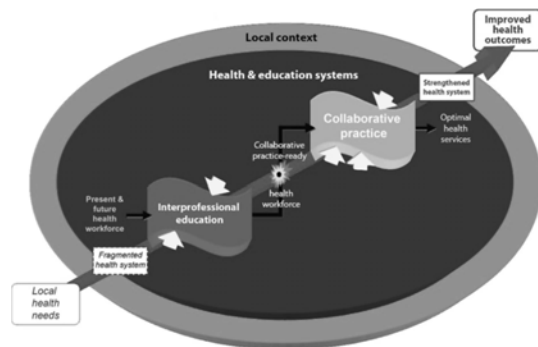 Improved
health
outcomes
Local context
Health & education systems
Strengthened
health system
Collaborative
practice
Optimal
health
services
Collaborative
practice-ready
health
workforce
Present &
future
health
workforce
Interprofessional
education
Fragmented
health system
Local
health
needs